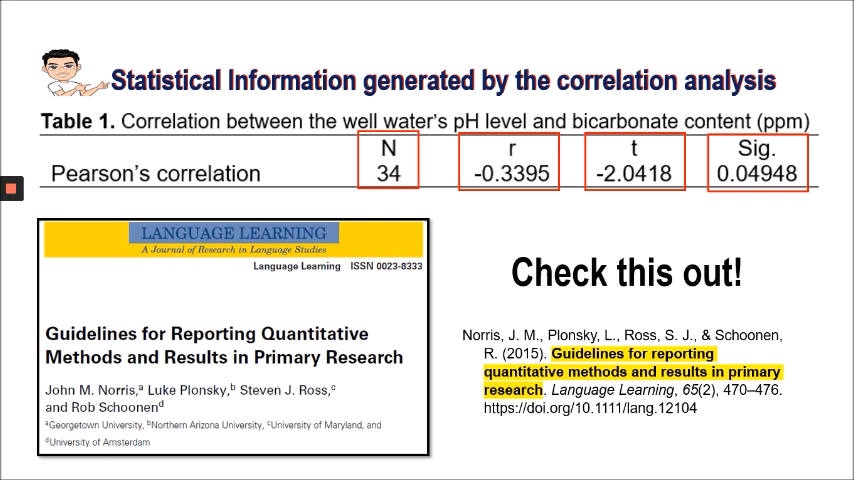 Statistical Information generated by the correlation analysis
Table 1. Correlation between the well water's pH level and bicarbonate content (ppm)
N r t Sig.
Pearson's correlation 34 -0.3395 -2.0418 0.04948
LANGUAGE LEARNING
A Journal of Research in Language Studies
Language Learning ISSN 0023-8333
Guidelines for Reporting Quantitative
Methods and Results in Primary Research
John M. Norris,ᵃ Luke Plonsky,ᵇ Steven J. Ross,ᶜ
and Rob Schoonenᵈ
ᵃGeorgetown University, ᵇNorthern Arizona University, ᶜUniversity of Maryland, and
ᵈUniversity of Amsterdam
Check this out!
Norris, J. M., Plonsky, L., Ross, S. J., & Schoonen,
R. (2015). Guidelines for reporting
quantitative methods and results in primary
research. Language Learning, 65(2), 470–476.
https://doi.org/10.1111/lang.12104